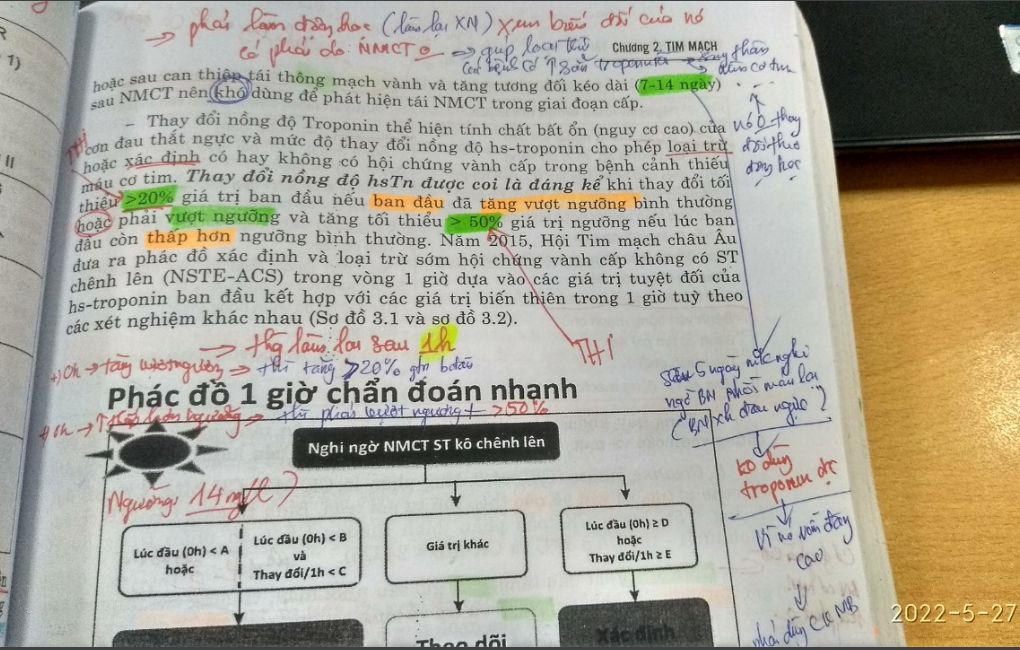 → phải làm động học (làm lại XN) xem biến đổi của nó
có phải do NMCT
→ giúp loại trừ
Chương 2. TIM MẠCH
hoặc sau can thiệp tái thông mạch vành và tăng tương đối kéo dài (7-14 ngày)
sau NMCT nên khó dùng để phát hiện tái NMCT trong giai đoạn cấp.
– Thay đổi nồng độ Troponin thể hiện tính chất bất ổn (nguy cơ cao) của
cơn đau thắt ngực và mức độ thay đổi nồng độ hs-troponin cho phép loại trừ
hoặc xác định có hay không có hội chứng vành cấp trong bệnh cảnh thiếu
máu cơ tim. Thay đổi nồng độ hsTn được coi là đáng kể khi thay đổi tối
thiểu >20% giá trị ban đầu nếu ban đầu đã tăng vượt ngưỡng bình thường
hoặc phải vượt ngưỡng và tăng tối thiểu > 50% giá trị ngưỡng nếu lúc ban
đầu còn thấp hơn ngưỡng bình thường. Năm 2015, Hội Tim mạch châu Âu
đưa ra phác đồ xác định và loại trừ sớm hội chứng vành cấp không có ST
chênh lên (NSTE-ACS) trong vòng 1 giờ dựa vào các giá trị tuyệt đối của
hs-troponin ban đầu kết hợp với các giá trị biến thiên trong 1 giờ tuỳ theo
các xét nghiệm khác nhau (Sơ đồ 3.1 và sơ đồ 3.2).
TH1
nó O thay
đổi theo
động học
→ thg làm lại sau 1h
TH1
+) 0h → tăng vượt ngưỡng → thì tăng ≥20% gtri bđầu
Phác đồ 1 giờ chẩn đoán nhanh
→ thì phải vượt ngưỡng + >50%
Nghi ngờ NMCT ST kô chênh lên
Ngưỡng: 14 ng/l
Lúc đầu (0h) < A
hoặc
Lúc đầu (0h) < B
và
Thay đổi/1h < C
Giá trị khác
Lúc đầu (0h) ≥ D
hoặc
Thay đổi/1h ≥ E
Theo dõi
Xác định
Sau 5 ngày
ngờ BN nhồi máu lại
(BN xh đau ngực)
ko dùng
troponin đc
Vì nó vẫn đang
cao
phải dùng CKMB
2022-5-27